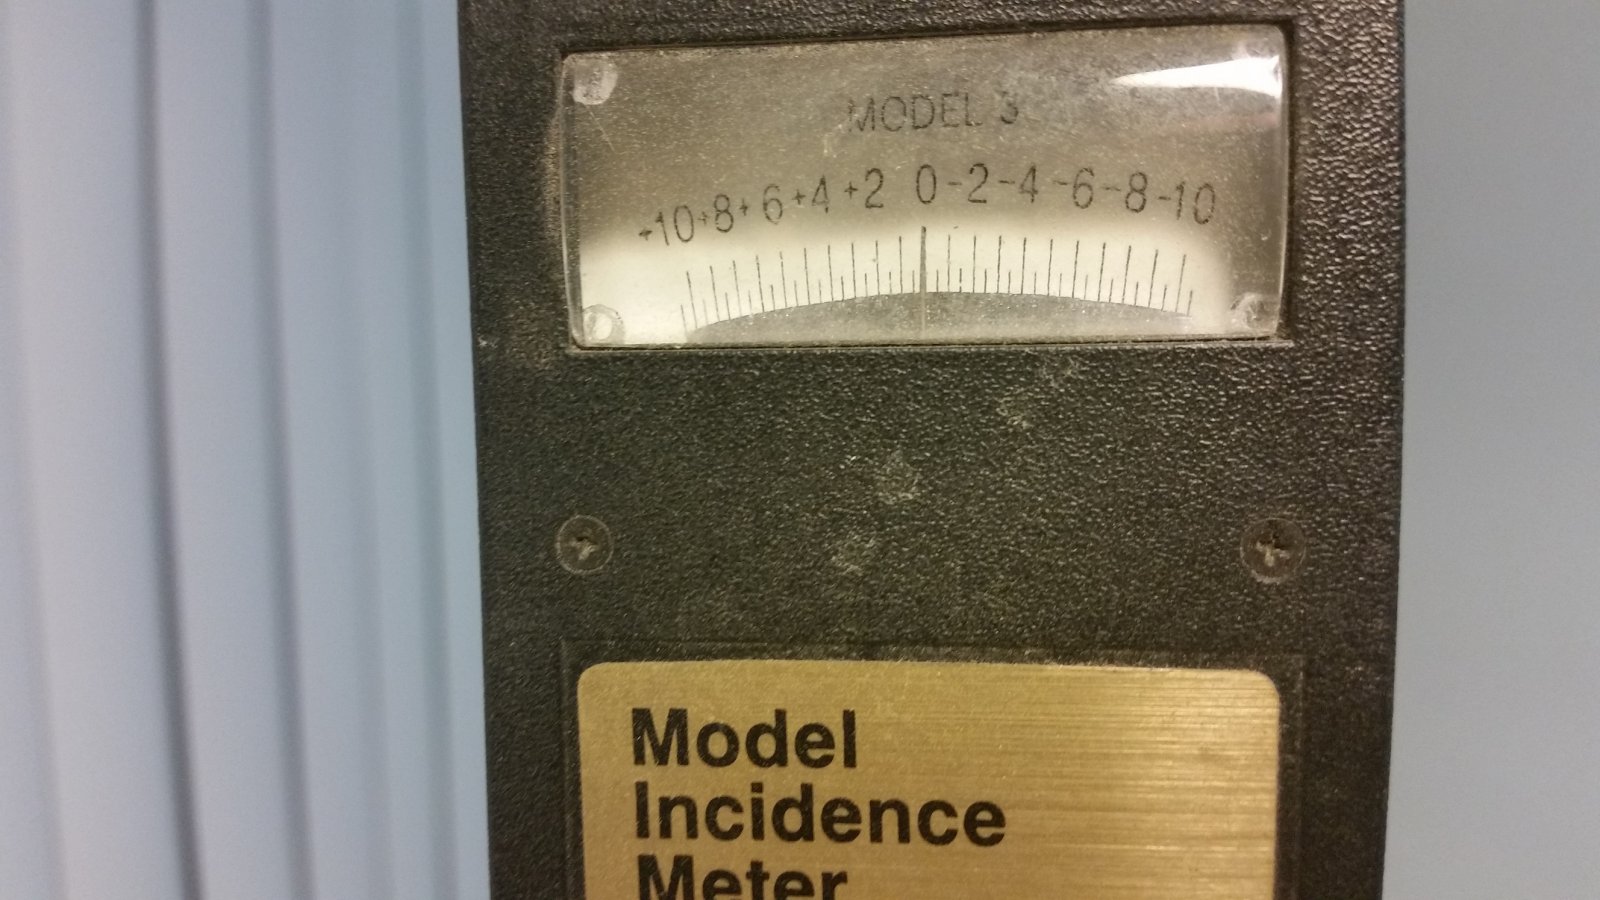 MODEL 3
+10 +8 + 6 +4 +2 0 -2 -4 -6 -8 -10
Model
Incidence
Meter